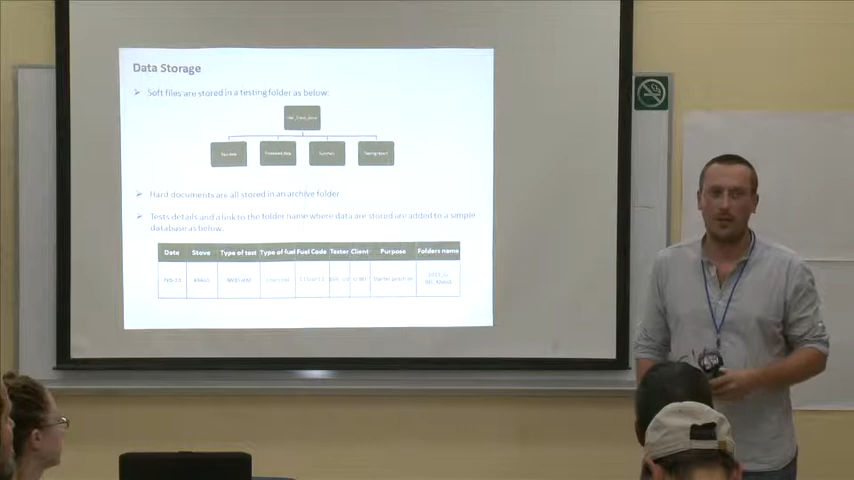 Data Storage
Soft files are stored in a testing folder as below:
Raw data
Processed data
Summary
Testing report
Hard documents are all stored in an archive folder
Tests details and a link to the folder name where data are stored are added to a simple
database as below.
Date Stove Type of test Type of fuel Fuel Code Tester Client Purpose Folders name